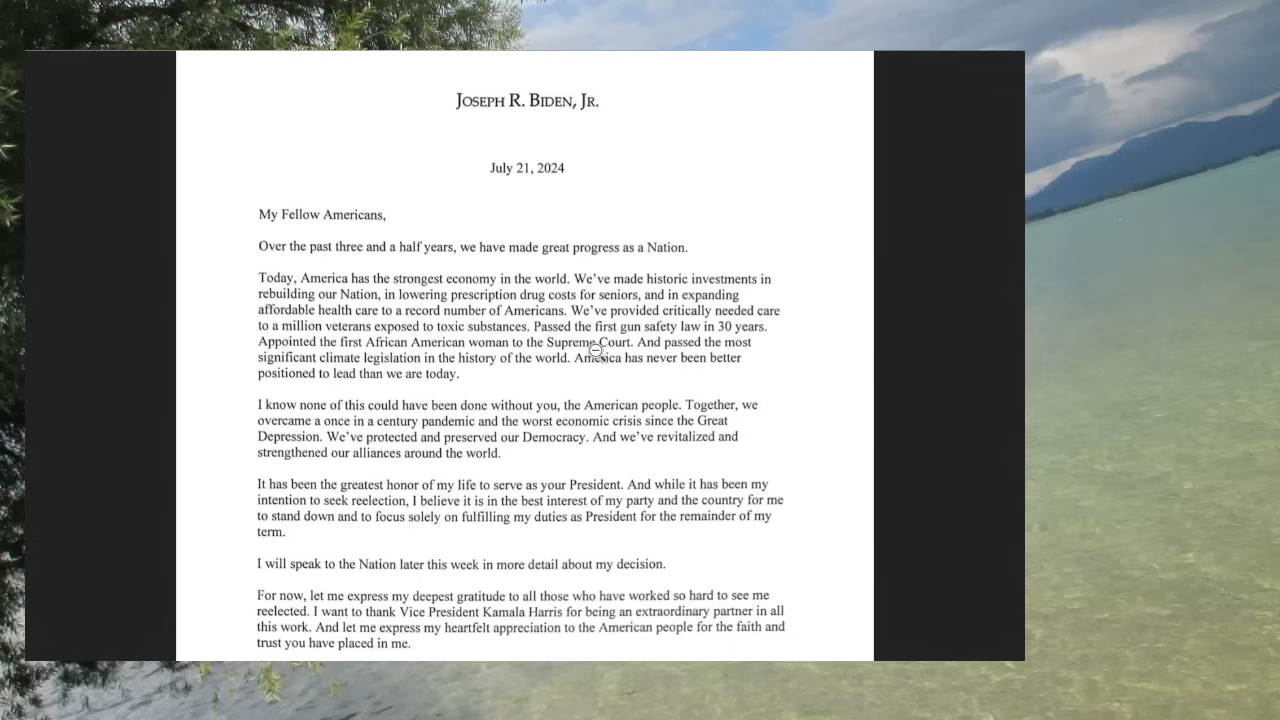 JOSEPH R. BIDEN, JR.
July 21, 2024
My Fellow Americans,
Over the past three and a half years, we have made great progress as a Nation.
Today, America has the strongest economy in the world. We've made historic investments in
rebuilding our Nation, in lowering prescription drug costs for seniors, and in expanding
affordable health care to a record number of Americans. We've provided critically needed care
to a million veterans exposed to toxic substances. Passed the first gun safety law in 30 years.
Appointed the first African American woman to the Supreme Court. And passed the most
significant climate legislation in the history of the world. America has never been better
positioned to lead than we are today.
I know none of this could have been done without you, the American people. Together, we
overcame a once in a century pandemic and the worst economic crisis since the Great
Depression. We've protected and preserved our Democracy. And we've revitalized and
strengthened our alliances around the world.
It has been the greatest honor of my life to serve as your President. And while it has been my
intention to seek reelection, I believe it is in the best interest of my party and the country for me
to stand down and to focus solely on fulfilling my duties as President for the remainder of my
term.
I will speak to the Nation later this week in more detail about my decision.
For now, let me express my deepest gratitude to all those who have worked so hard to see me
reelected. I want to thank Vice President Kamala Harris for being an extraordinary partner in all
this work. And let me express my heartfelt appreciation to the American people for the faith and
trust you have placed in me.